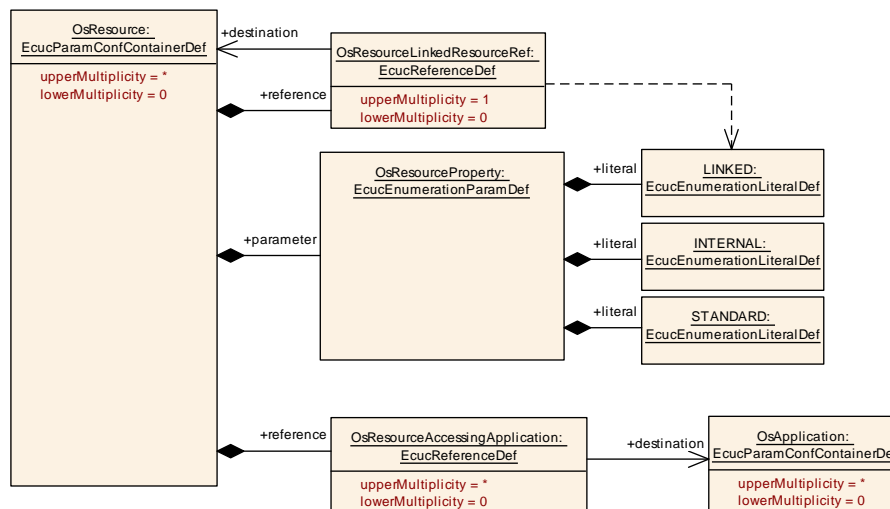 OsResource:
EcucParamConfContainerDef
upperMultiplicity = *
lowerMultiplicity = 0
+destination
OsResourceLinkedResourceRef:
EcucReferenceDef
upperMultiplicity = 1
lowerMultiplicity = 0
+reference
OsResourceProperty:
EcucEnumerationParamDef
+parameter
+literal
LINKED:
EcucEnumerationLiteralDef
+literal
INTERNAL:
EcucEnumerationLiteralDef
+literal
STANDARD:
EcucEnumerationLiteralDef
+reference
OsResourceAccessingApplication:
EcucReferenceDef
upperMultiplicity = *
lowerMultiplicity = 0
+destination
OsApplication:
EcucParamConfContainerDef
upperMultiplicity = *
lowerMultiplicity = 0